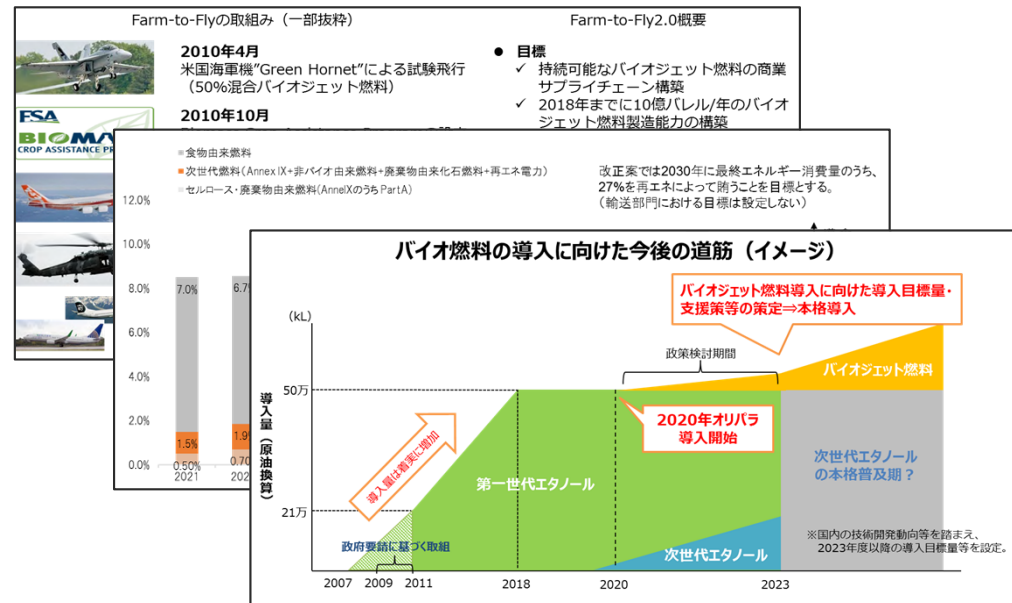 Farm-to-Flyの取組み（一部抜粋）
2010年4月
米国海軍機"Green Hornet"による試験飛行
（50%混合バイオジェット燃料）
2010年10月
FSA
CROP ASSISTANCE
Farm-to-Fly2.0概要
● 目標
✓ 持続可能なバイオジェット燃料の商業
サプライチェーン構築
✓ 2018年までに10億バレル/年のバイオ
ジェット燃料製造能力の構築
■食物由来燃料
■次世代燃料（Annex IX+非バイオ由来燃料+廃棄物由来化石燃料+再エネ電力）
■セルロース・廃棄物由来燃料(AnneIXのうち Part A)
改正案では2030年に最終エネルギー消費量のうち、
27%を再エネによって賄うことを目標とする。
（輸送部門における目標は設定しない）
12.0%
10.0%
8.0%
6.0%
4.0%
2.0%
0.0%
7.0%
1.5%
0.50%
2021
バイオ燃料の導入に向けた今後の道筋（イメージ）
バイオジェット燃料導入に向けた導入目標量・
支援策等の策定⇒本格導入
（kL）
政策検討期間
バイオジェット燃料
50万
2020年オリパラ
導入開始
導入量は着実に増加
導入量（原油換算）
第一世代エタノール
次世代エタノール
の本格普及期？
21万
政府要請に基づく取組
次世代エタノール
※国内の技術開発動向等を踏まえ、
2023年度以降の導入目標量等を設定。
2007
2009
2011
2018
2020
2023